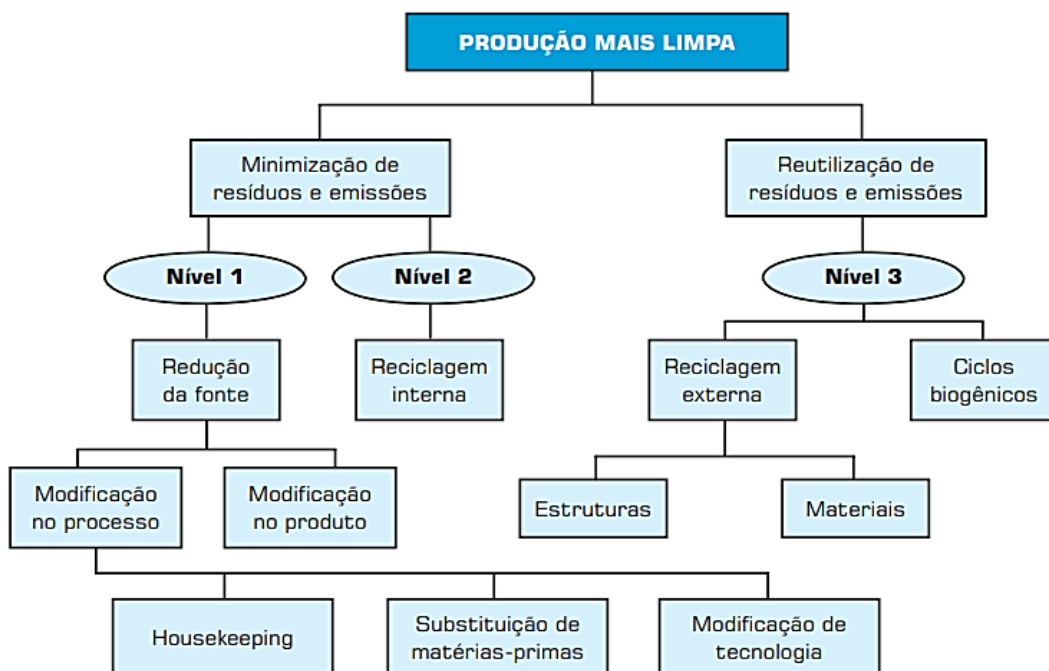 PRODUÇÃO MAIS LIMPA
Minimização de
resíduos e emissões
Reutilização de
resíduos e emissões
Nível 1
Nível 2
Nível 3
Redução
da fonte
Reciclagem
interna
Reciclagem
externa
Ciclos
biogênicos
Modificação
no processo
Modificação
no produto
Estruturas
Materiais
Housekeeping
Substituição de
matérias-primas
Modificação de
tecnologia